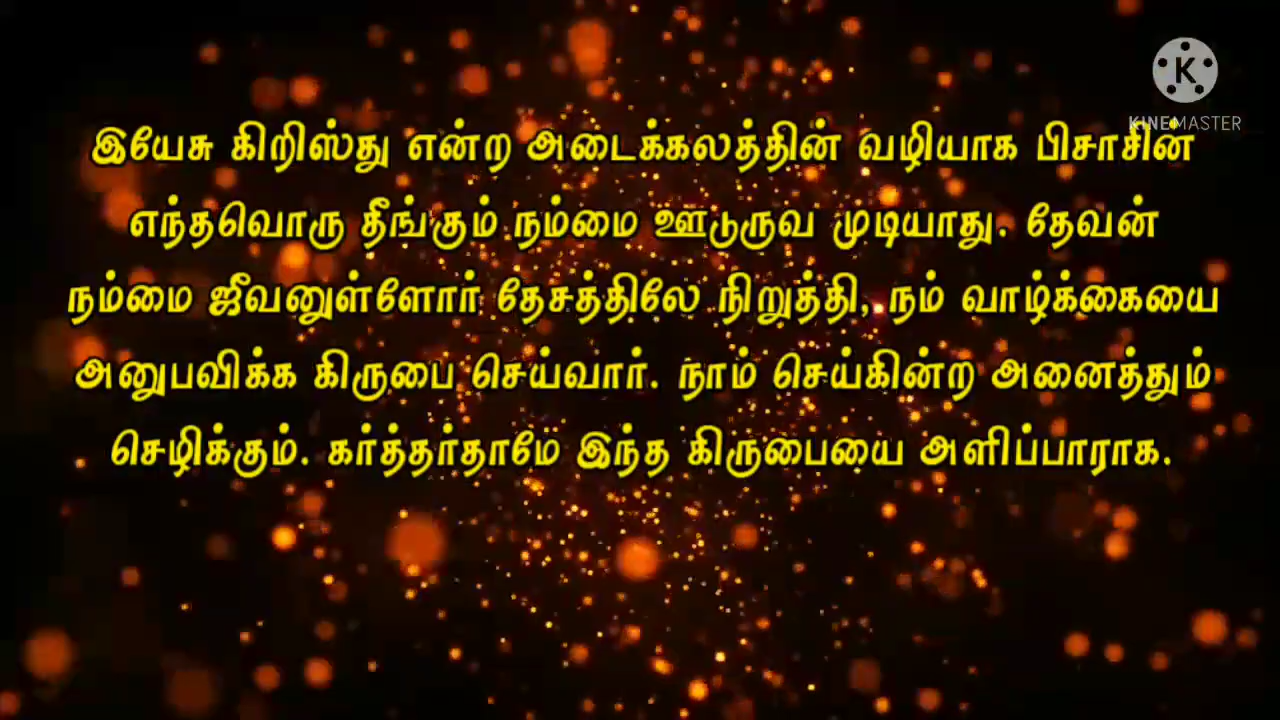 KINEMASTER
இயேசு கிறிஸ்து என்ற அடைக்கலத்தின் வழியாக பிசாசின்
எந்தவொரு தீங்கும் நம்மை ஊடுருவ முடியாது. தேவன்
நம்மை ஜீவனுள்ளோர் தேசத்திலே நிறுத்தி, நம் வாழ்க்கையை
அனுபவிக்க கிருபை செய்வார். நாம் செய்கின்ற அனைத்தும்
செழிக்கும். கர்த்தர்தாமே இந்த கிருபையை அளிப்பாராக.